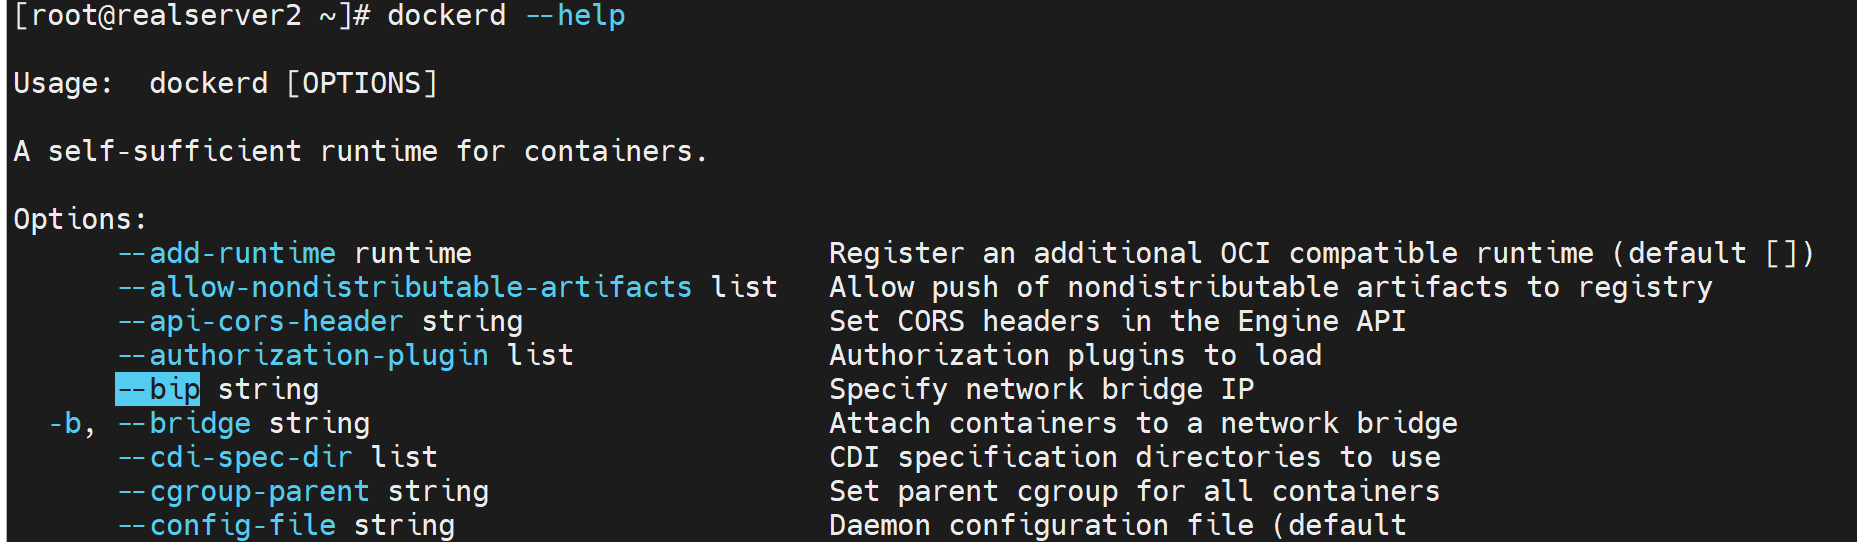 [root@realserver2 ~]# dockerd --help
Usage:  dockerd [OPTIONS]
A self-sufficient runtime for containers.
Options:
      --add-runtime runtime                     Register an additional OCI compatible runtime (default [])
      --allow-nondistributable-artifacts list   Allow push of nondistributable artifacts to registry
      --api-cors-header string                  Set CORS headers in the Engine API
      --authorization-plugin list               Authorization plugins to load
      --bip string                              Specify network bridge IP
  -b, --bridge string                           Attach containers to a network bridge
      --cdi-spec-dir list                       CDI specification directories to use
      --cgroup-parent string                    Set parent cgroup for all containers
      --config-file string                      Daemon configuration file (default